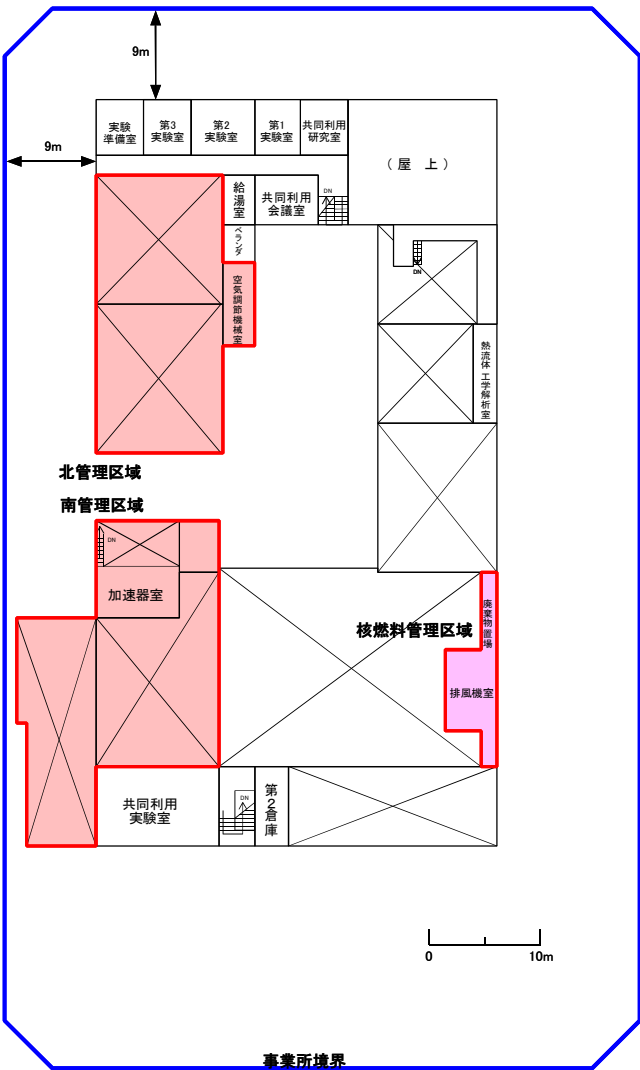 9m
9m
実験
準備室
第3
実験室
第2
実験室
第1
実験室
共同利用
研究室
（屋 上）
給湯室
共同利用
会議室
DN
ベランダ
空気調節機械室
DN
熱流体工学解析室
北管理区域
南管理区域
DN
加速器室
核燃料管理区域
廃棄物置場
排風機室
共同利用
実験室
DN
第2倉庫
0
10m
事業所境界